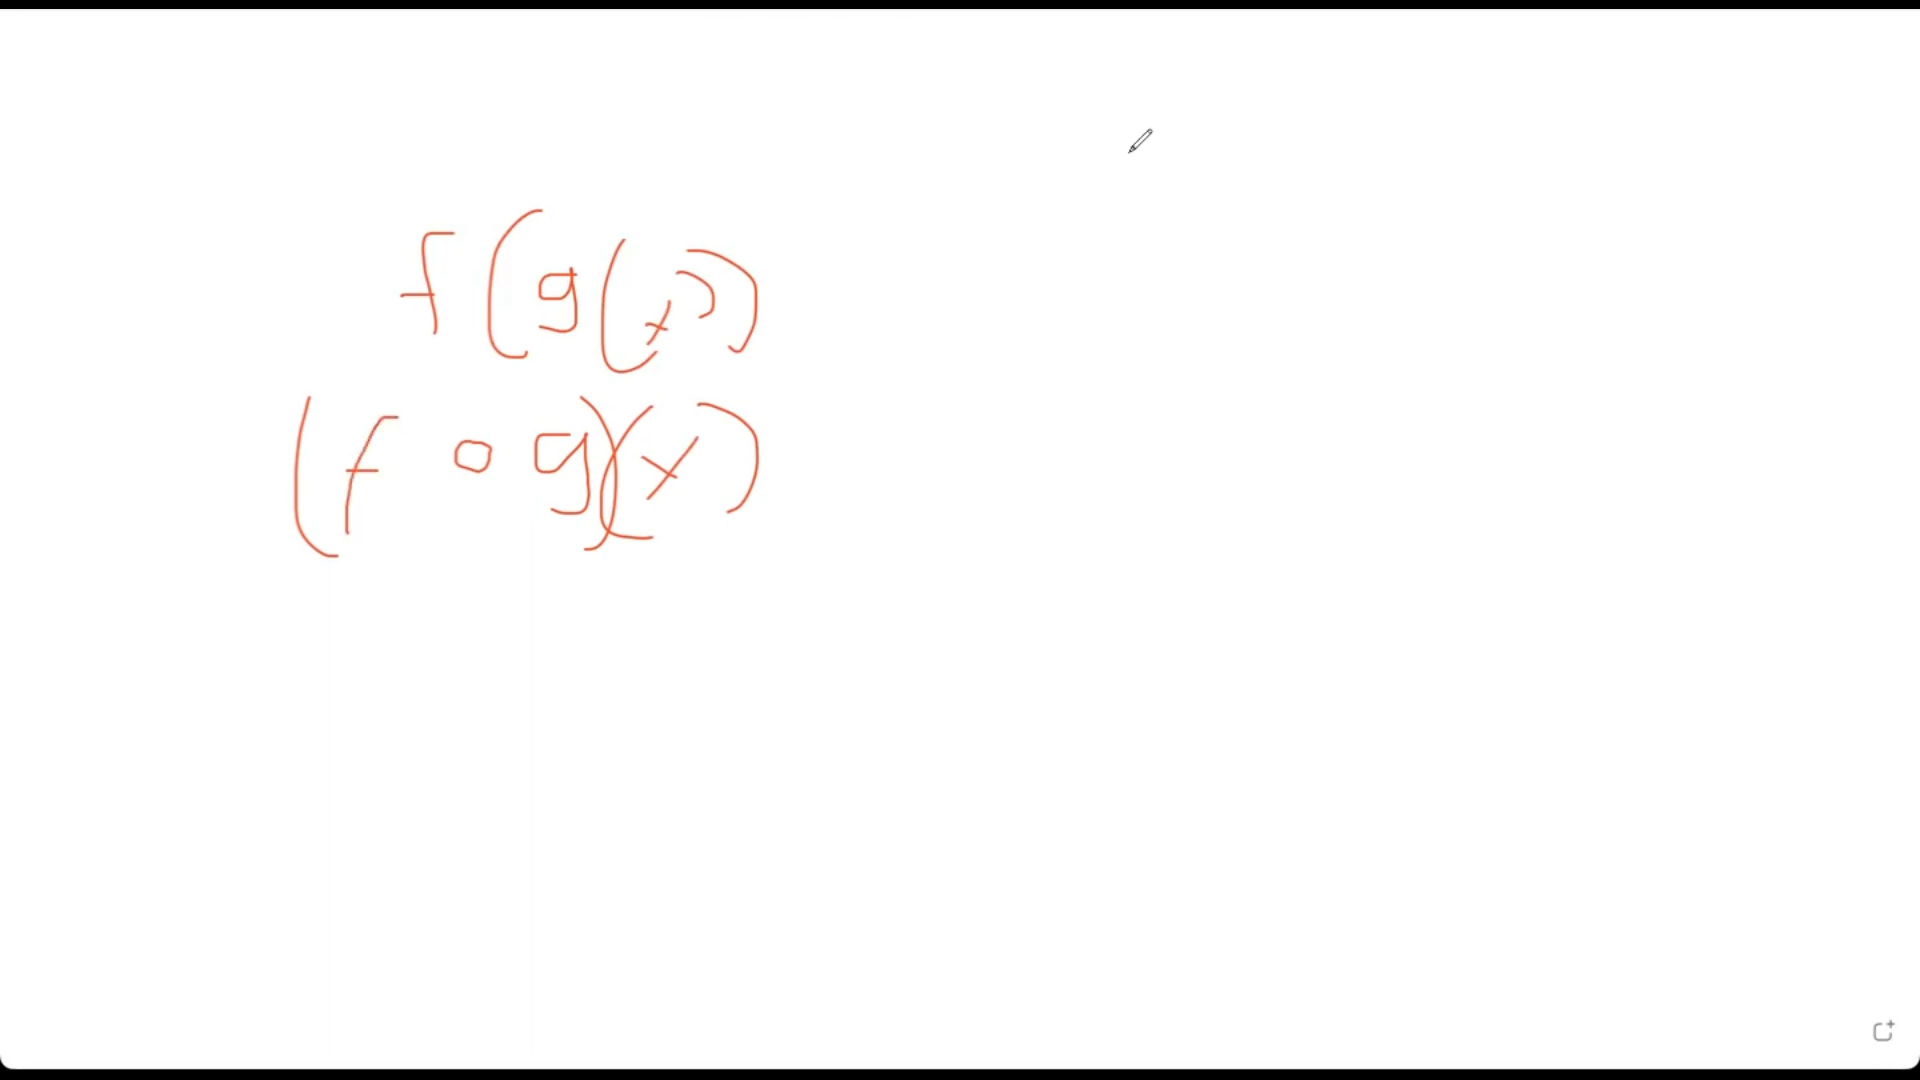 f(g(x))
(f ∘ g)(x)